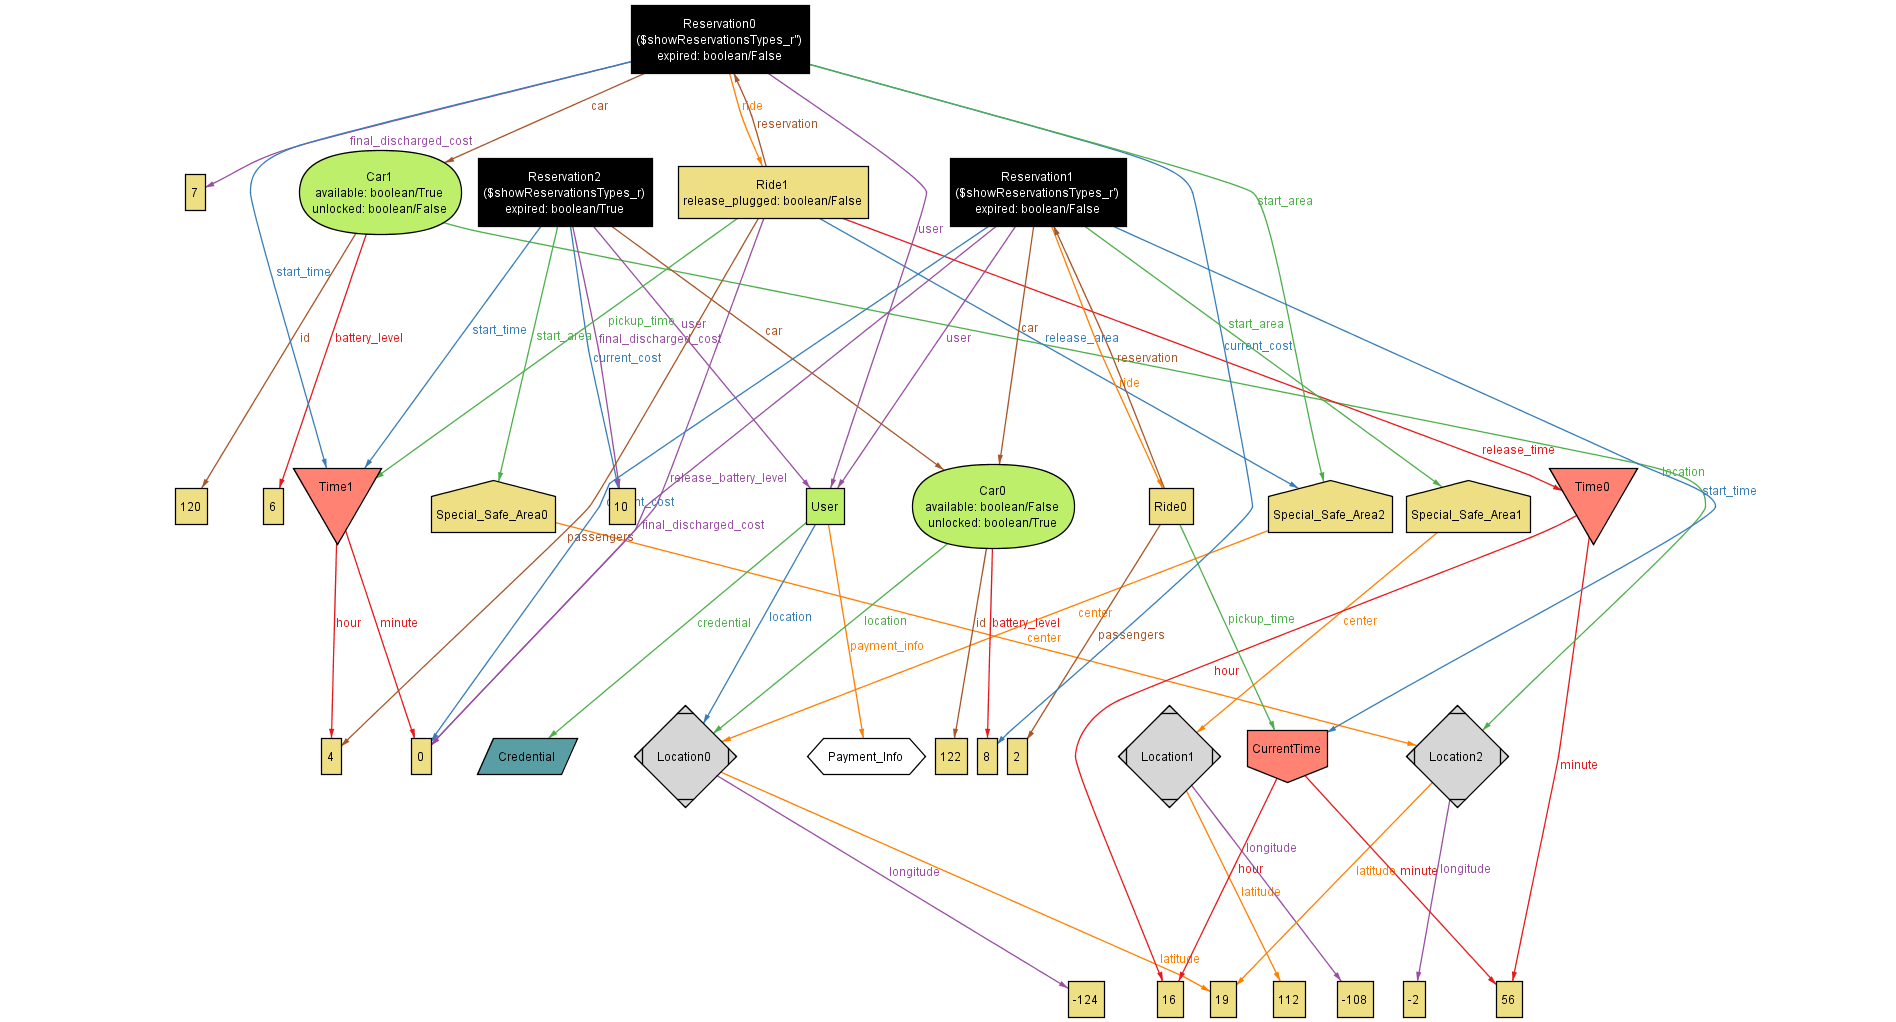 Reservation0
($showReservationsTypes_r")
expired: boolean/False
car
ride
reservation
final_discharged_cost
7
Car1
available: boolean/True
unlocked: boolean/False
Reservation2
($showReservationsTypes_r)
expired: boolean/True
Ride1
release_plugged: boolean/False
Reservation1
($showReservationsTypes_r')
expired: boolean/False
start_area
user
start_time
id
battery_level
start_time
start_area
pickup_time
user
final_discharged_cost
current_cost
car
user
car
release_area
reservation
ride
start_area
current_cost
release_time
location
start_time
release_battery_level
current_cost
final_discharged_cost
passengers
120
6
Time1
Special_Safe_Area0
10
User
Car0
available: boolean/False
unlocked: boolean/True
Ride0
Special_Safe_Area2
Special_Safe_Area1
Time0
hour
minute
credential
location
payment_info
location
id
battery_level
center
center
passengers
pickup_time
center
hour
minute
4
0
Credential
Location0
Payment_Info
122
8
2
Location1
CurrentTime
Location2
longitude
latitude
longitude
latitude
hour
latitude
minute
longitude
-124
16
19
112
-108
-2
56